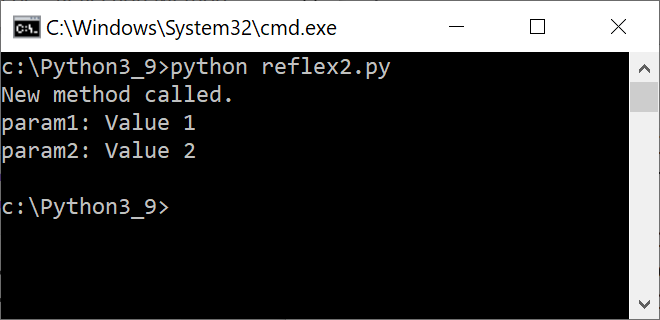 C:\Windows\System32\cmd.exe
c:\Python3_9>python reflex2.py
New method called.
param1: Value 1
param2: Value 2
c:\Python3_9>